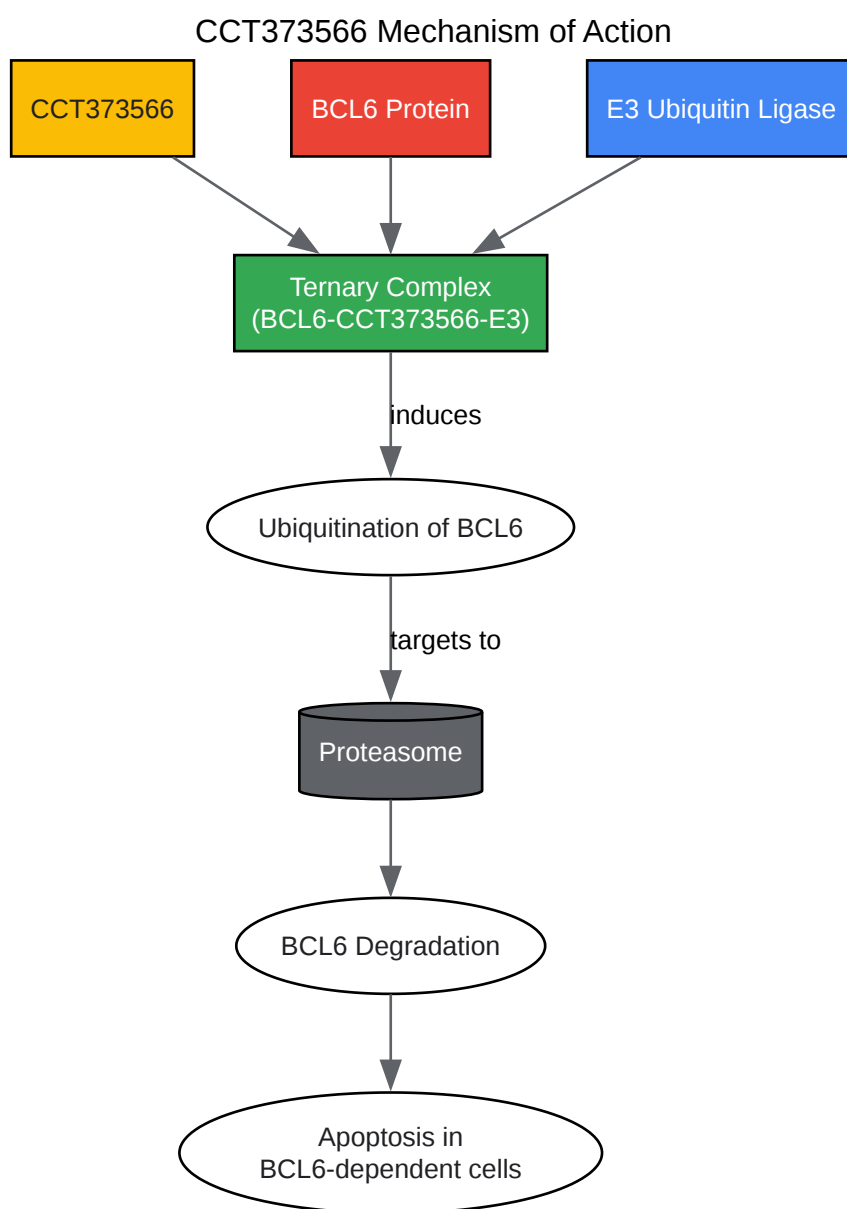 CCT373566 Mechanism of Action
CCT373566
BCL6 Protein
E3 Ubiquitin Ligase
Ternary Complex
(BCL6-CCT373566-E3)
induces
Ubiquitination of BCL6
targets to
Proteasome
BCL6 Degradation
Apoptosis in
BCL6-dependent cells